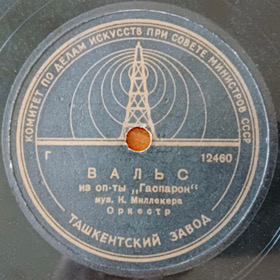 КОМИТЕТ ПО ДЕЛАМ ИСКУССТВ ПРИ СОВЕТЕ МИНИСТРОВ СССР
Г 12460
ВАЛЬС
из оп-ты „Гаспарон"
муз. К. Миллекера
Оркестр
ТАШКЕНТСКИЙ ЗАВОД